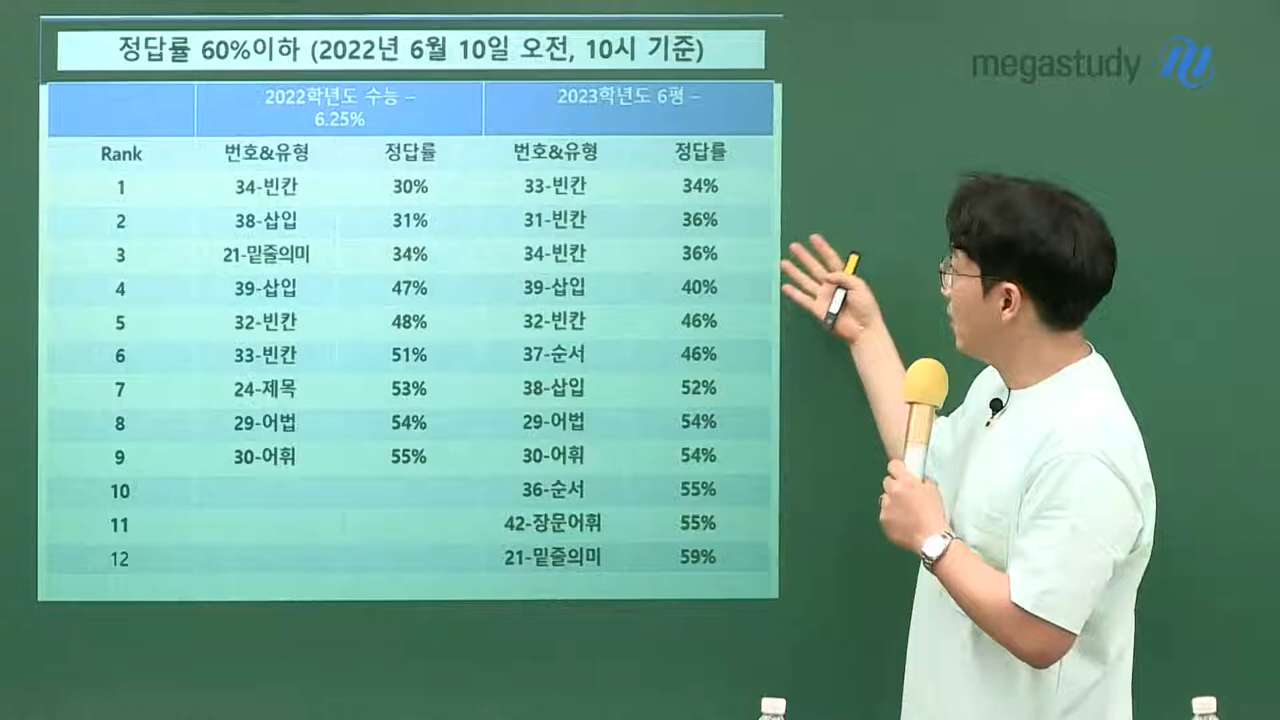 정답률 60%이하 (2022년 6월 10일 오전, 10시 기준)
megastudy
2022학년도 수능 – 2023학년도 6평 –
6.25%
Rank 번호&유형 정답률 번호&유형 정답률
1 34-빈칸 30% 33-빈칸 34%
2 38-삽입 31% 31-빈칸 36%
3 21-밑줄의미 34% 34-빈칸 36%
4 39-삽입 47% 39-삽입 40%
5 32-빈칸 48% 32-빈칸 46%
6 33-빈칸 51% 37-순서 46%
7 24-제목 53% 38-삽입 52%
8 29-어법 54% 29-어법 54%
9 30-어휘 55% 30-어휘 54%
10 36-순서 55%
11 42-장문어휘 55%
12 21-밑줄의미 59%